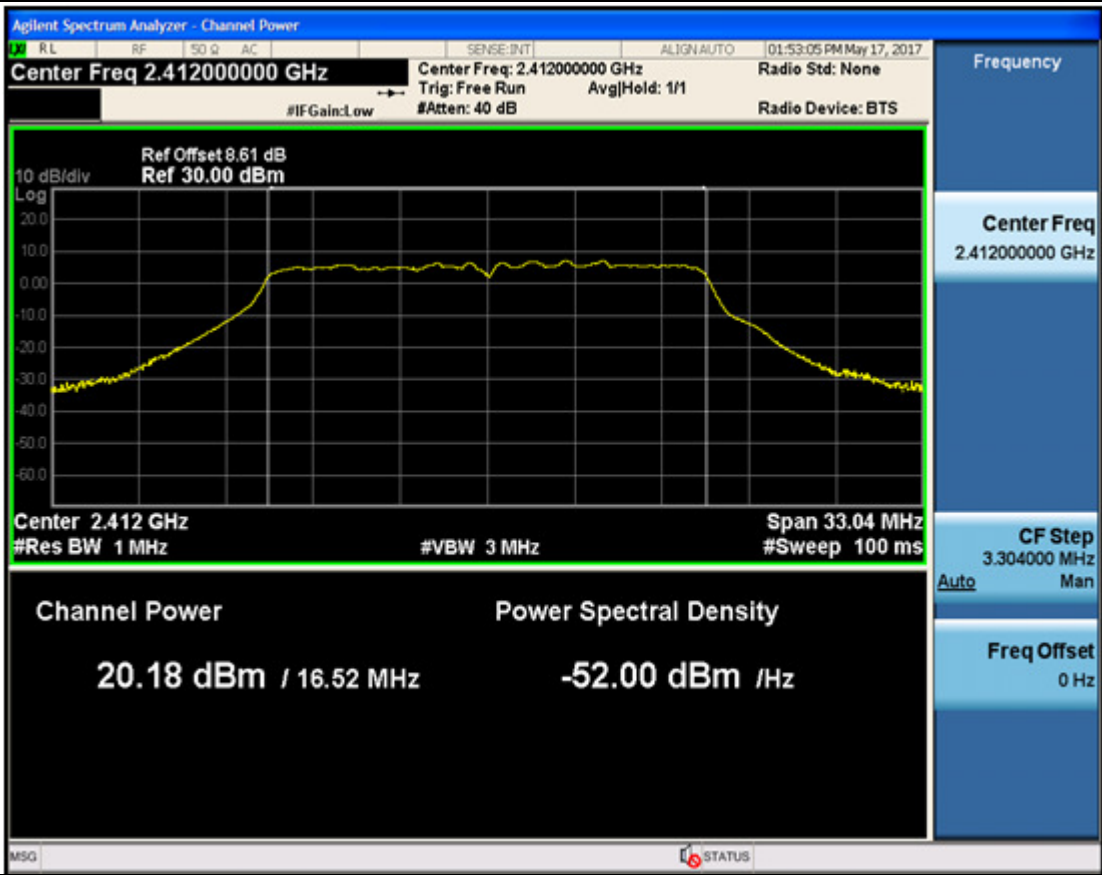 Agilent Spectrum Analyzer - Channel Power
LXI RL RF 50 Ω AC SENSE:INT ALIGN AUTO 01:53:05 PM May 17, 2017
Center Freq 2.412000000 GHz
Center Freq: 2.412000000 GHz
Radio Std: None
Trig: Free Run Avg|Hold: 1/1
#IFGain:Low
#Atten: 40 dB
Radio Device: BTS
Frequency
Ref Offset 8.61 dB
10 dB/div Ref 30.00 dBm
Log
20.0
10.0
0.00
-10.0
-20.0
-30.0
-40.0
-50.0
-60.0
Center 2.412 GHz Span 33.04 MHz
#Res BW 1 MHz #VBW 3 MHz #Sweep 100 ms
Center Freq
2.412000000 GHz
CF Step
3.304000 MHz
Auto Man
Freq Offset
0 Hz
Channel Power Power Spectral Density
20.18 dBm / 16.52 MHz -52.00 dBm /Hz
MSG STATUS